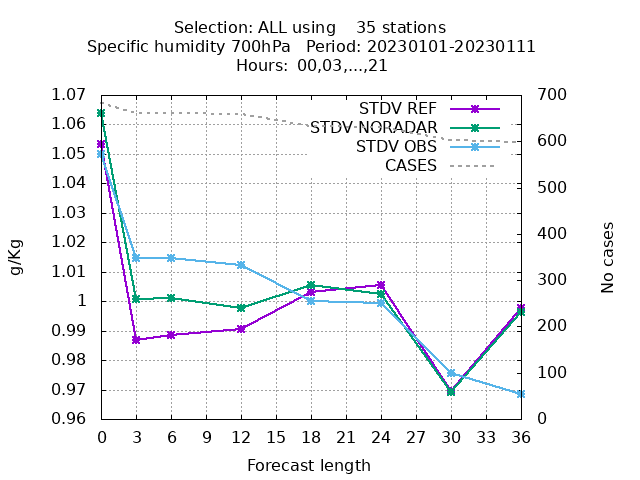 Selection: ALL using    35 stations
Specific humidity 700hPa   Period: 20230101-20230111
Hours: 00,03,...,21
STDV REF
STDV NORADAR
STDV OBS
CASES
g/Kg
1.07
1.06
1.05
1.04
1.03
1.02
1.01
1
0.99
0.98
0.97
0.96
No cases
700
600
500
400
300
200
100
0
0 3 6 9 12 15 18 21 24 27 30 33 36
Forecast length